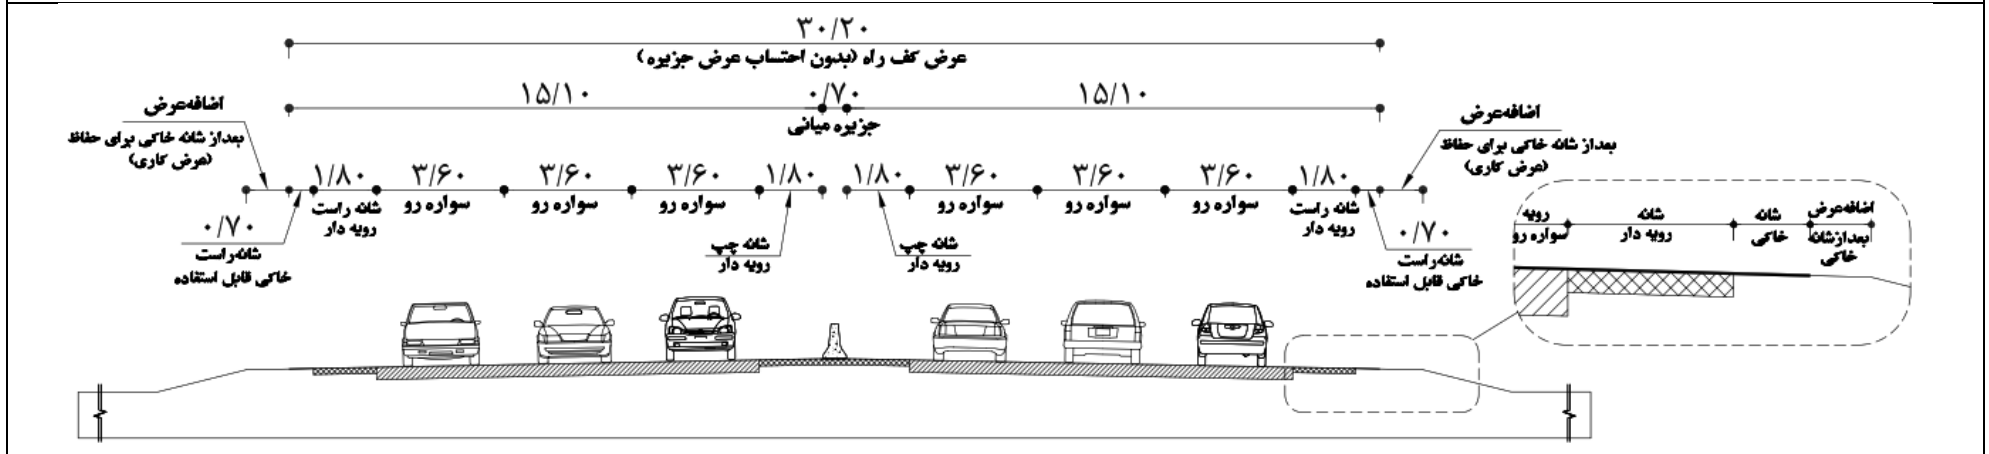 ۳۰/۲۰
عرض کف راه (بدون احتساب عرض جزیره)
۱۵/۱۰
۰/۷۰
۱۵/۱۰
جزیره میانی
اضافه‌عرض
بعداز شانه خاکی برای حفاظ
(عرض کاری)
اضافه‌عرض
بعداز شانه خاکی برای حفاظ
(عرض کاری)
۱/۸۰
۳/۶۰
۳/۶۰
۳/۶۰
۱/۸۰
۱/۸۰
۳/۶۰
۳/۶۰
۳/۶۰
۱/۸۰
شانه راست
رویه دار
سواره رو
سواره رو
سواره رو
سواره رو
سواره رو
سواره رو
شانه راست
رویه دار
۰/۷۰
شانه‌راست
خاکی قابل استفاده
شانه چپ
رویه دار
شانه چپ
رویه دار
۰/۷۰
شانه‌راست
خاکی قابل استفاده
رویه
سواره رو
شانه
رویه دار
شانه
خاکی
اضافه‌عرض
بعدازشانه
خاکی